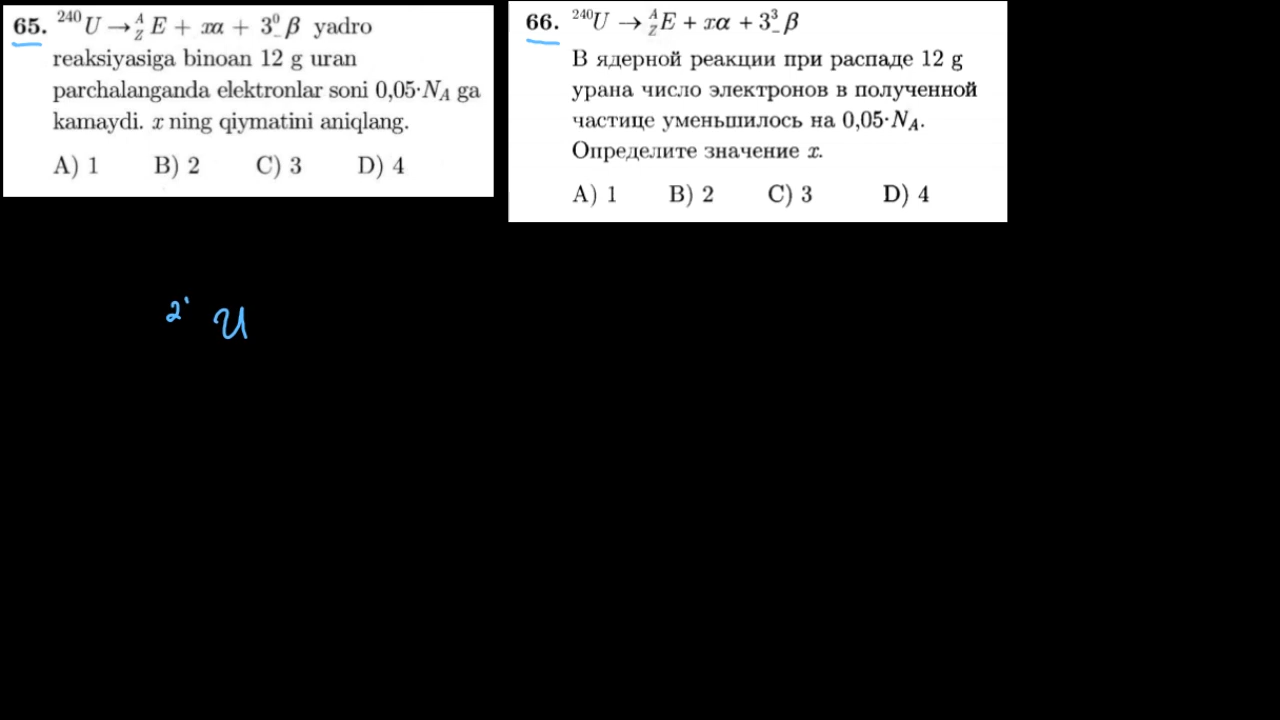 65. ²⁴⁰U → ᴬ_Z E + xα + 3⁰₋β yadro
reaksiyasiga binoan 12 g uran
parchalanganda elektronlar soni 0,05·N_A ga
kamaydi. x ning qiymatini aniqlang.
A) 1 B) 2 C) 3 D) 4
66. ²⁴⁰U → ᴬ_Z E + xα + 3³₋β
В ядерной реакции при распаде 12 g
урана число электронов в полученной
частице уменьшилось на 0,05·N_A.
Определите значение x.
A) 1 B) 2 C) 3 D) 4
2 U